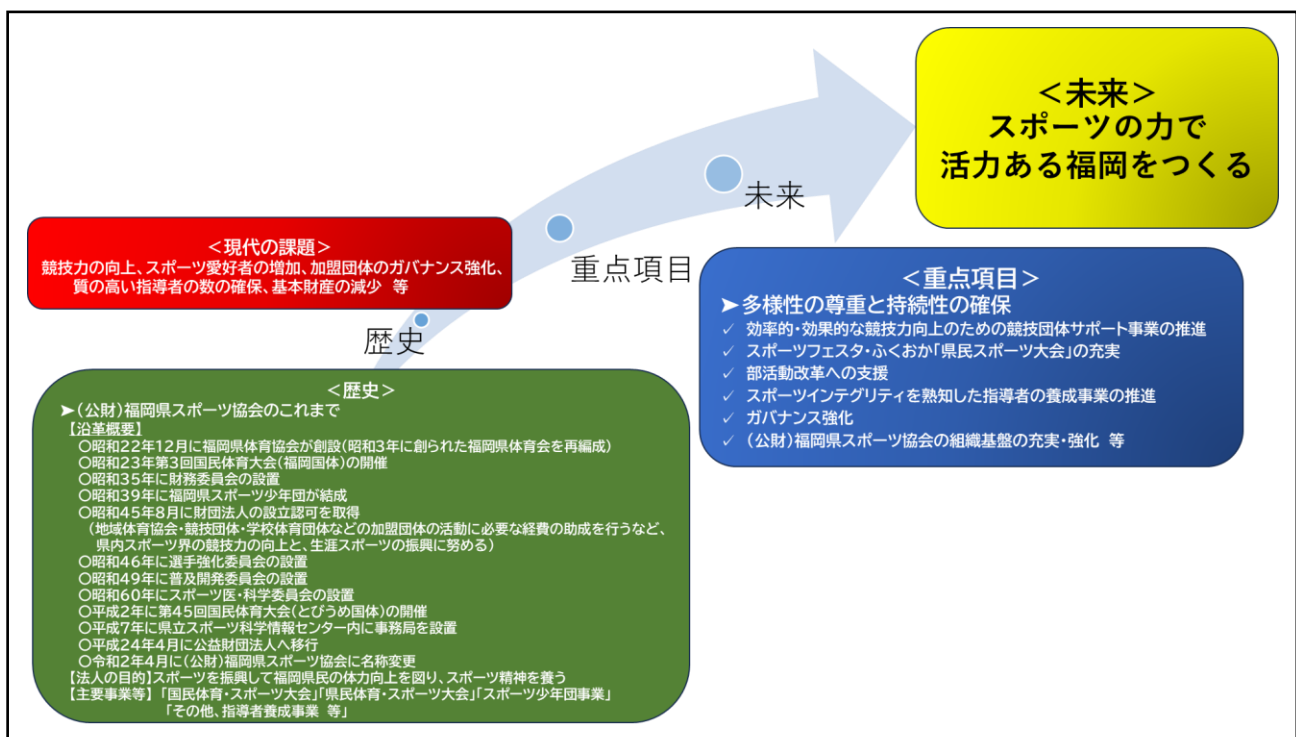 ＜未来＞
スポーツの力で
活力ある福岡をつくる
未来
重点項目
歴史
＜現代の課題＞
競技力の向上、スポーツ愛好者の増加、加盟団体のガバナンス強化、
質の高い指導者の数の確保、基本財産の減少 等
＜重点項目＞
➤多様性の尊重と持続性の確保
✓ 効率的・効果的な競技力向上のための競技団体サポート事業の推進
✓ スポーツフェスタ・ふくおか「県民スポーツ大会」の充実
✓ 部活動改革への支援
✓ スポーツインテグリティを熟知した指導者の養成事業の推進
✓ ガバナンス強化
✓ (公財)福岡県スポーツ協会の組織基盤の充実・強化 等
＜歴史＞
➤(公財)福岡県スポーツ協会のこれまで
【沿革概要】
〇昭和22年12月に福岡県体育協会が創設(昭和3年に創られた福岡県体育会を再編成)
〇昭和23年第3回国民体育大会(福岡国体)の開催
〇昭和35年に財務委員会の設置
〇昭和39年に福岡県スポーツ少年団が結成
〇昭和45年8月に財団法人の設立認可を取得
(地域体育協会・競技団体・学校体育団体などの加盟団体の活動に必要な経費の助成を行うなど、
県内スポーツ界の競技力の向上と、生涯スポーツの振興に努める)
〇昭和46年に選手強化委員会の設置
〇昭和49年に普及開発委員会の設置
〇昭和60年にスポーツ医・科学委員会の設置
〇平成2年に第45回国民体育大会(とびうめ国体)の開催
〇平成7年に県立スポーツ科学情報センター内に事務局を設置
〇平成24年4月に公益財団法人へ移行
〇令和2年4月に(公財)福岡県スポーツ協会に名称変更
【法人の目的】スポーツを振興して福岡県民の体力向上を図り、スポーツ精神を養う
【主要事業等】「国民体育・スポーツ大会」「県民体育・スポーツ大会」「スポーツ少年団事業」
「その他、指導者養成事業 等」